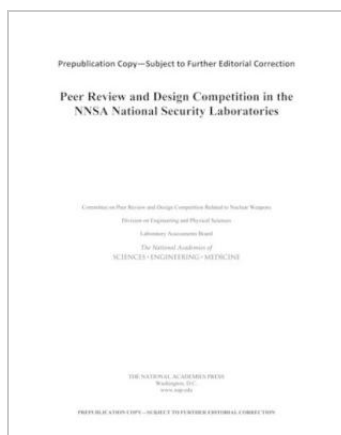 Prepublication Copy—Subject to Further Editorial Correction
Peer Review and Design Competition in the
NNSA National Security Laboratories
Committee on Peer Review and Design Competition Related to Nuclear Weapons
Division on Engineering and Physical Sciences
Laboratory Assessments Board
The National Academies of
SCIENCES • ENGINEERING • MEDICINE
THE NATIONAL ACADEMIES PRESS
Washington, D.C.
www.nap.edu
PREPUBLICATION COPY—SUBJECT TO FURTHER EDITORIAL CORRECTION